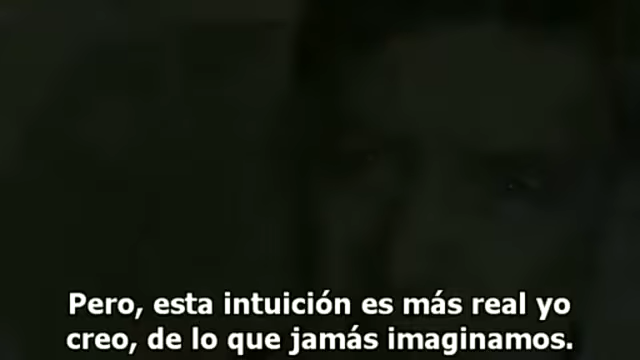 Pero, esta intuición es más real yo
creo, de lo que jamás imaginamos.